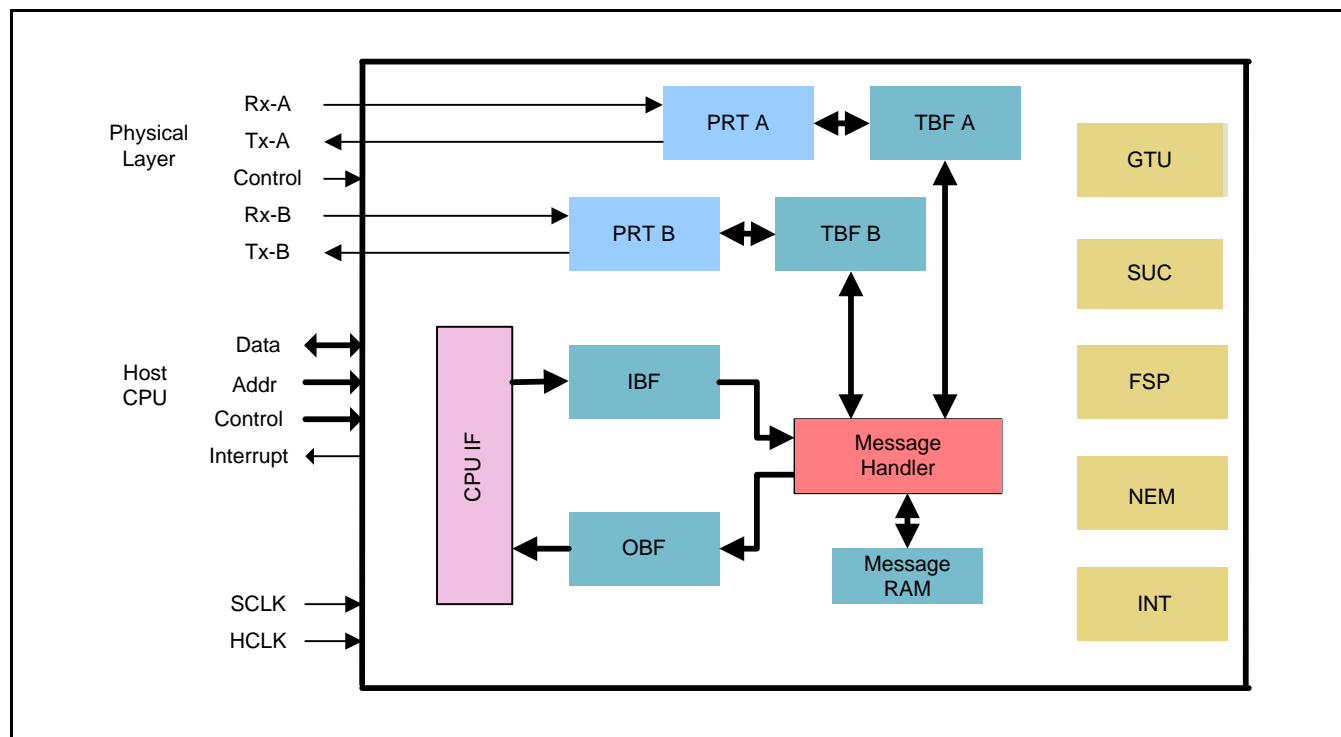 Physical
Layer
Rx-A
Tx-A
Control
Rx-B
Tx-B
Host
CPU
Data
Addr
Control
Interrupt
SCLK
HCLK
PRT A
TBF A
PRT B
TBF B
CPU IF
IBF
OBF
Message
Handler
Message
RAM
GTU
SUC
FSP
NEM
INT